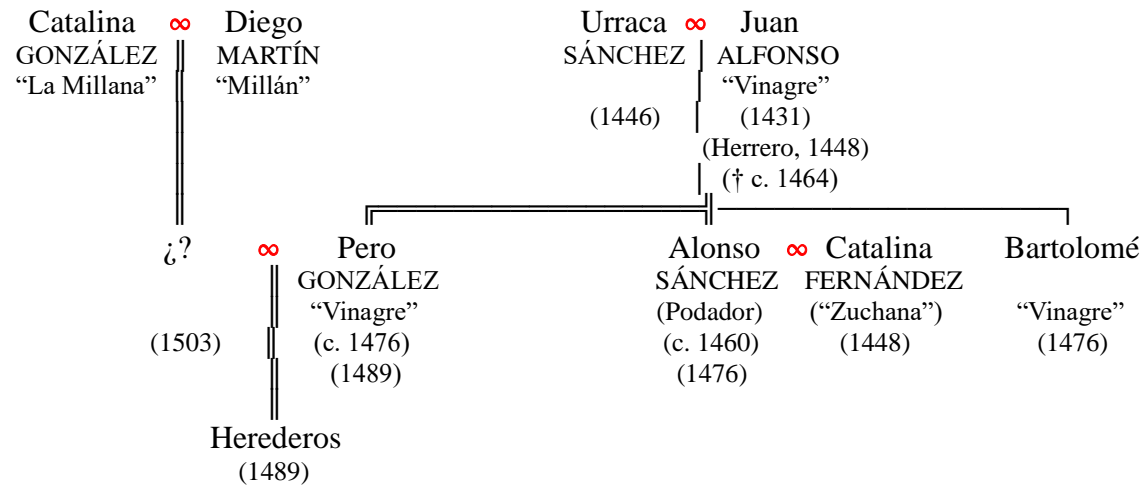 Catalina ∞ Diego Urraca ∞ Juan
GONZÁLEZ MARTÍN SÁNCHEZ ALFONSO
“La Millana” “Millán” “Vinagre”
(1446) (1431)
(Herrero, 1448)
(† c. 1464)
¿? ∞ Pero Alonso ∞ Catalina Bartolomé
GONZÁLEZ SÁNCHEZ FERNÁNDEZ
“Vinagre” (Podador) (“Zuchana”) “Vinagre”
(1503) (c. 1476) (c. 1460) (1448) (1476)
(1489) (1476)
Herederos
(1489)